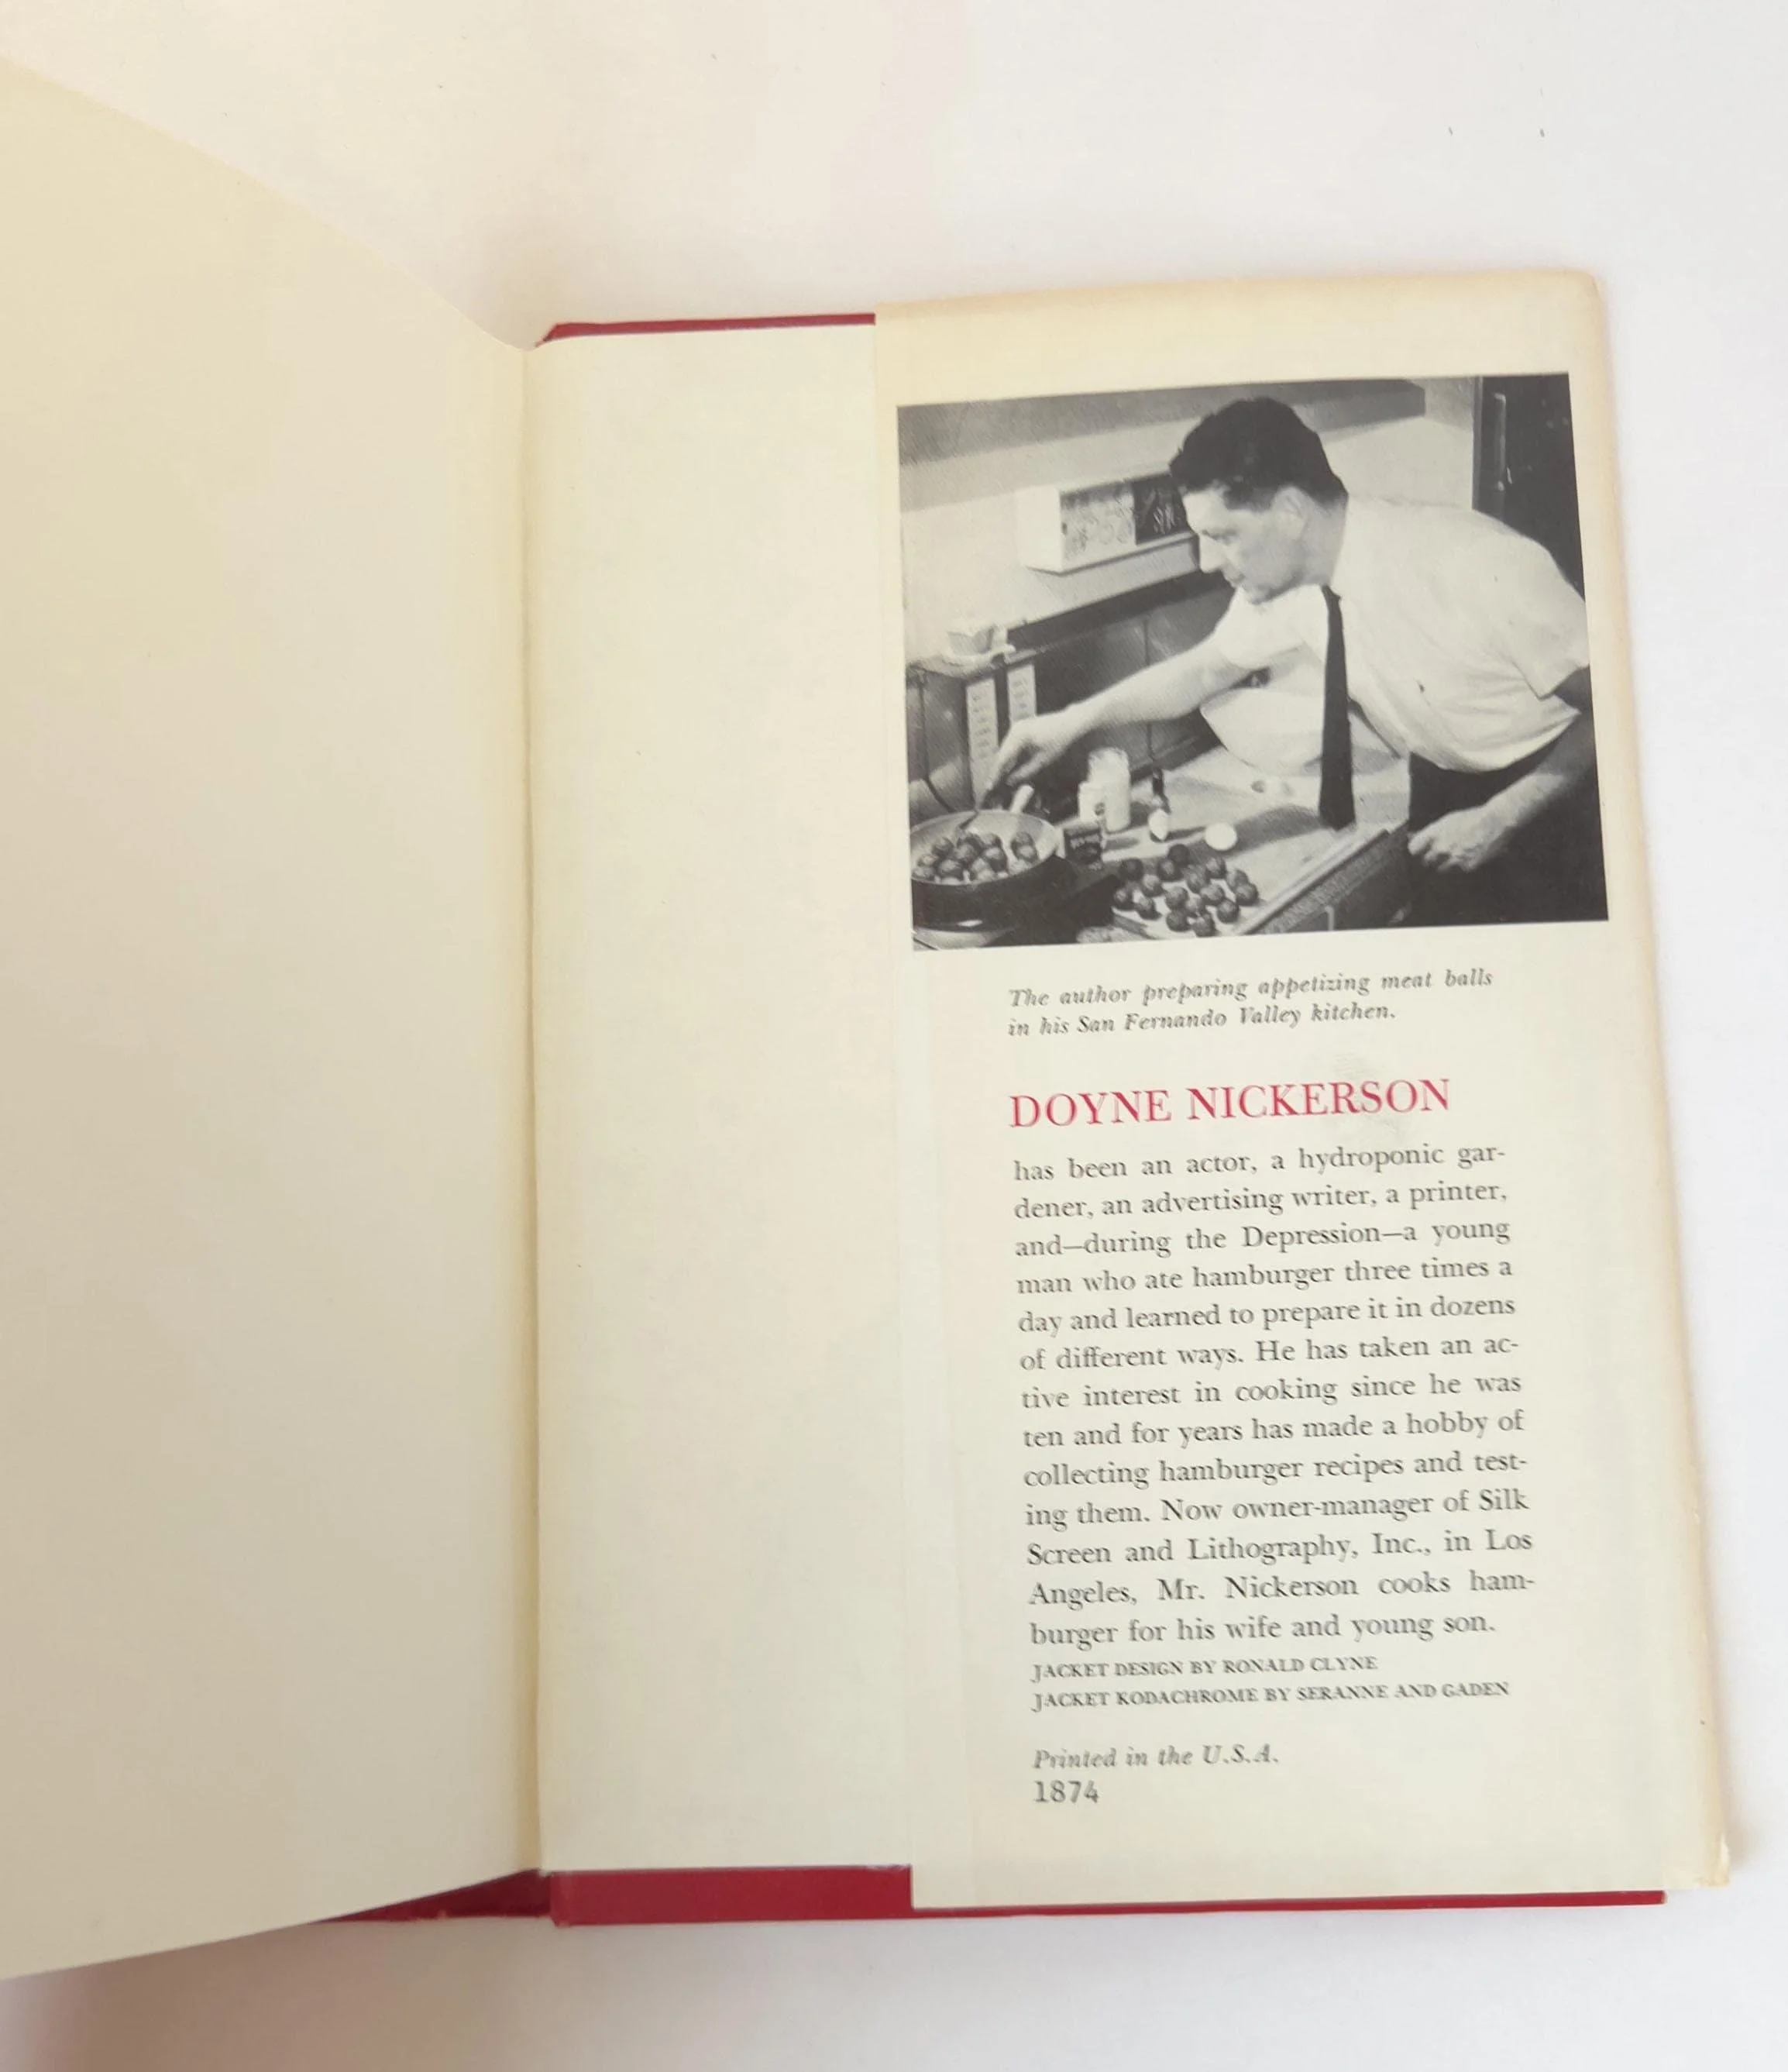 The author preparing appetizing meat balls
in his San Fernando Valley kitchen.
DOYNE NICKERSON
has been an actor, a hydroponic gar-
dener, an advertising writer, a printer,
and—during the Depression—a young
man who ate hamburger three times a
day and learned to prepare it in dozens
of different ways. He has taken an ac-
tive interest in cooking since he was
ten and for years has made a hobby of
collecting hamburger recipes and test-
ing them. Now owner-manager of Silk
Screen and Lithography, Inc., in Los
Angeles, Mr. Nickerson cooks ham-
burger for his wife and young son.
JACKET DESIGN BY RONALD CLYNE
JACKET KODACHROME BY SERANNE AND GADEN
Printed in the U.S.A.
1874